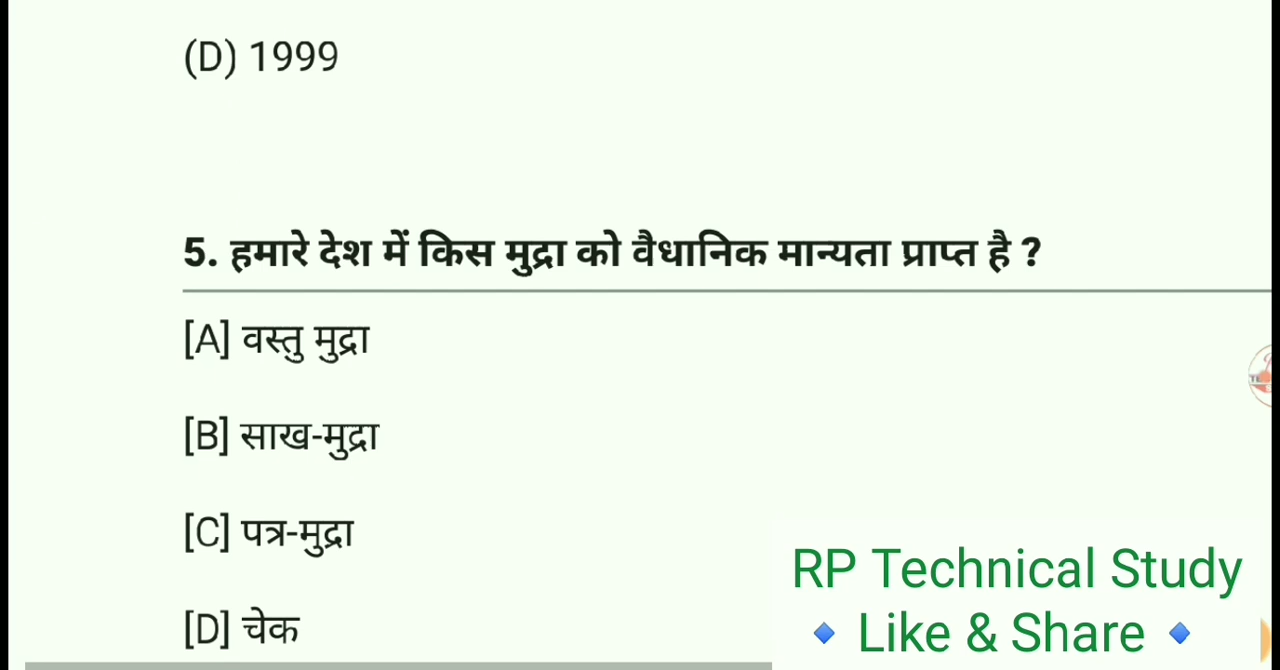 (D) 1999
5. हमारे देश में किस मुद्रा को वैधानिक मान्यता प्राप्त है ?
[A] वस्तु मुद्रा
[B] साख-मुद्रा
[C] पत्र-मुद्रा
[D] चेक
RP Technical Study
🔹 Like & Share 🔹